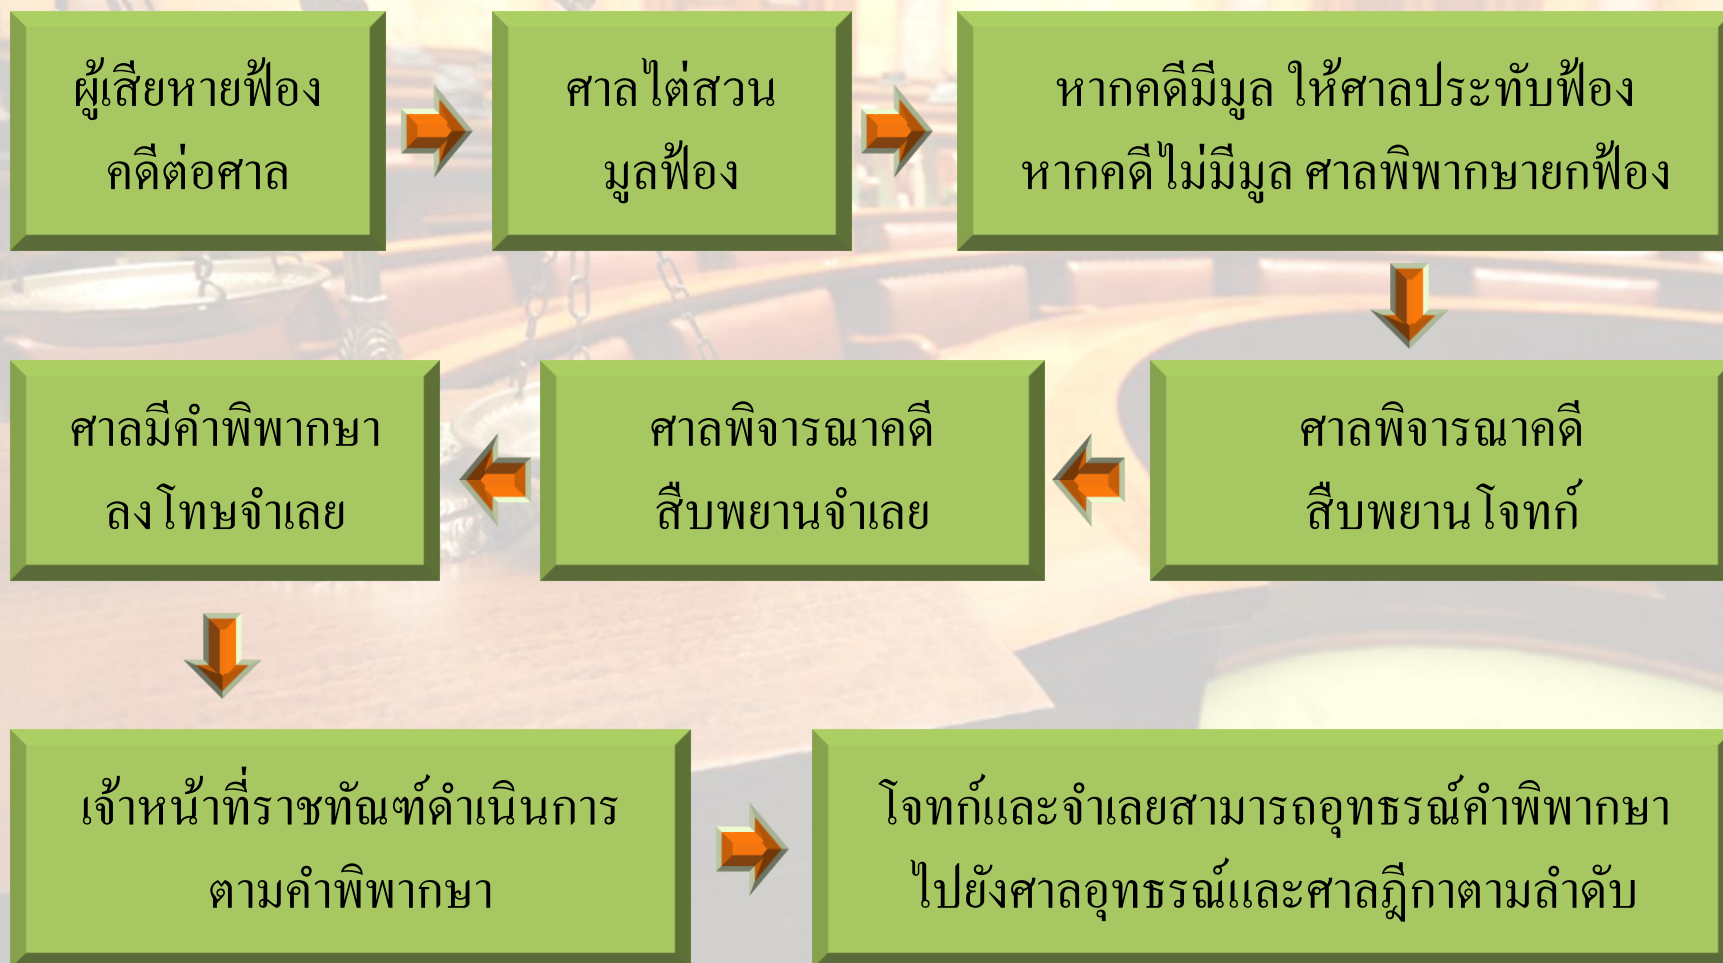 ผู้เสียหายฟ้อง
คดีต่อศาล
ศาลไต่สวน
มูลฟ้อง
หากคดีมีมูล ให้ศาลประทับฟ้อง
หากคดีไม่มีมูล ศาลพิพากษายกฟ้อง
ศาลพิจารณาคดี
สืบพยานโจทก์
ศาลพิจารณาคดี
สืบพยานจำเลย
ศาลมีคำพิพากษา
ลงโทษจำเลย
เจ้าหน้าที่ราชทัณฑ์ดำเนินการ
ตามคำพิพากษา
โจทก์และจำเลยสามารถอุทธรณ์คำพิพากษา
ไปยังศาลอุทธรณ์และศาลฎีกาตามลำดับ